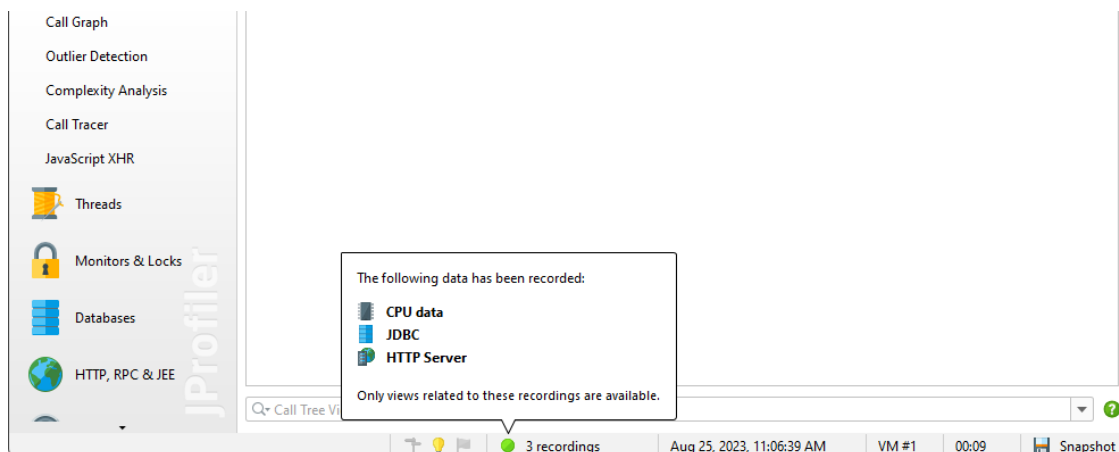 Call Graph
Outlier Detection
Complexity Analysis
Call Tracer
JavaScript XHR
Threads
Monitors & Locks
Databases
HTTP, RPC & JEE
JProfiler
The following data has been recorded:
CPU data
JDBC
HTTP Server
Only views related to these recordings are available.
Call Tree Vi
?
3 recordings
Aug 25, 2023, 11:06:39 AM
VM #1
00:09
Snapshot